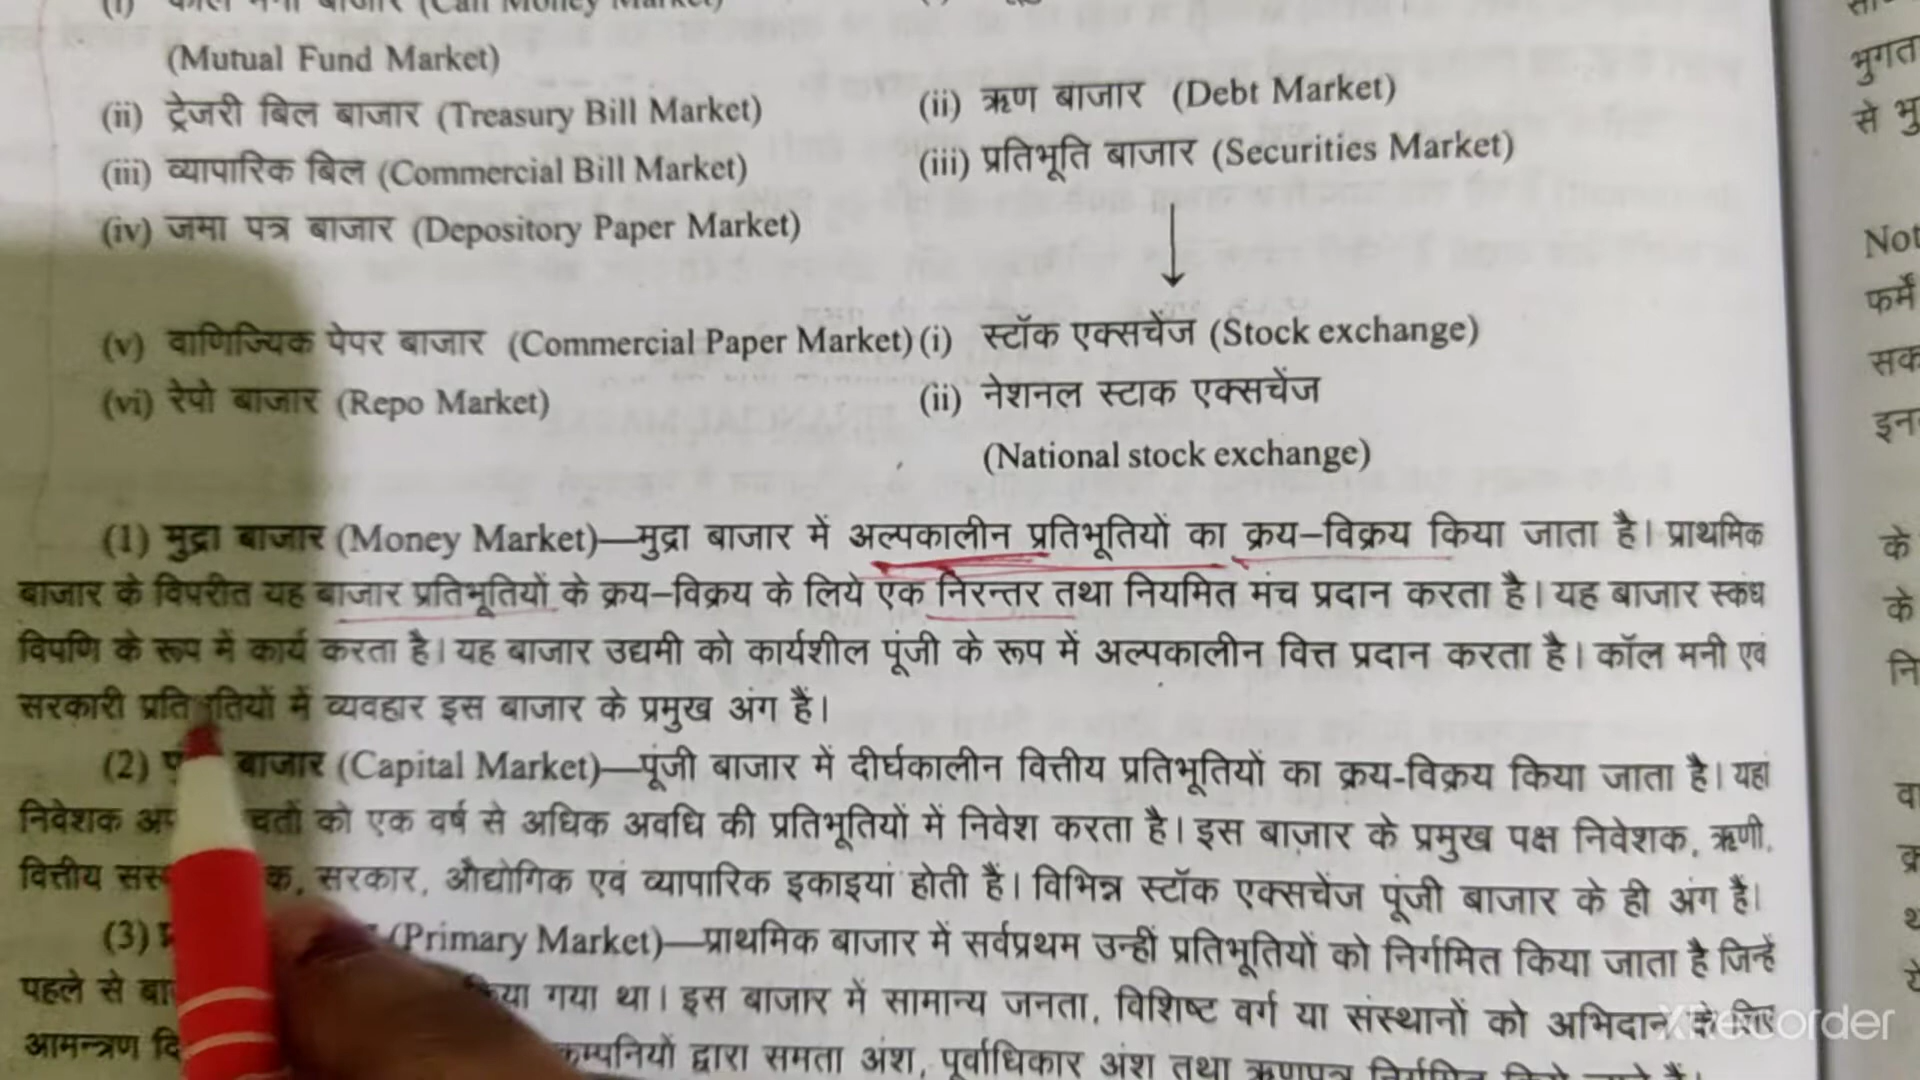 (Mutual Fund Market)
(ii) ट्रेजरी बिल बाजार (Treasury Bill Market)
(ii) ऋण बाजार (Debt Market)
(iii) व्यापारिक बिल (Commercial Bill Market)
(iii) प्रतिभूति बाजार (Securities Market)
(iv) जमा पत्र बाजार (Depository Paper Market)
(v) वाणिज्यिक पेपर बाजार (Commercial Paper Market) (i) स्टॉक एक्सचेंज (Stock exchange)
(vi) रेपो बाजार (Repo Market)
(ii) नेशनल स्टाक एक्सचेंज
(National stock exchange)
(1) मुद्रा बाजार (Money Market)—मुद्रा बाजार में अल्पकालीन प्रतिभूतियों का क्रय–विक्रय किया जाता है। प्राथमिक
बाजार के विपरीत यह बाजार प्रतिभूतियों के क्रय–विक्रय के लिये एक निरन्तर तथा नियमित मंच प्रदान करता है। यह बाजार स्कंध
विपणि के रूप में कार्य करता है। यह बाजार उद्यमी को कार्यशील पूंजी के रूप में अल्पकालीन वित्त प्रदान करता है। कॉल मनी एवं
सरकारी में व्यवहार इस बाजार के प्रमुख अंग हैं।
(2) बाजार (Capital Market)—पूंजी बाजार में दीर्घकालीन वित्तीय प्रतिभूतियों का क्रय-विक्रय किया जाता है। यहां
निवेशक को एक वर्ष से अधिक अवधि की प्रतिभूतियों में निवेश करता है। इस बाज़ार के प्रमुख पक्ष निवेशक, ऋणी,
वित्तीय सरकार, औद्योगिक एवं व्यापारिक इकाइयां होती हैं। विभिन्न स्टॉक एक्सचेंज पूंजी बाजार के ही अंग हैं।
(3) (Primary Market)—प्राथमिक बाजार में सर्वप्रथम उन्हीं प्रतिभूतियों को निर्गमित किया जाता है जिन्हें
पहले से गया था। इस बाजार में सामान्य जनता, विशिष्ट वर्ग या संस्थानों को अभिदान के लिए
आमन्त्रण कम्पनियों द्वारा समता अंश, पूर्वाधिकार अंश तथा ऋणपत्र
से
फर्में
के
के
XRecorder